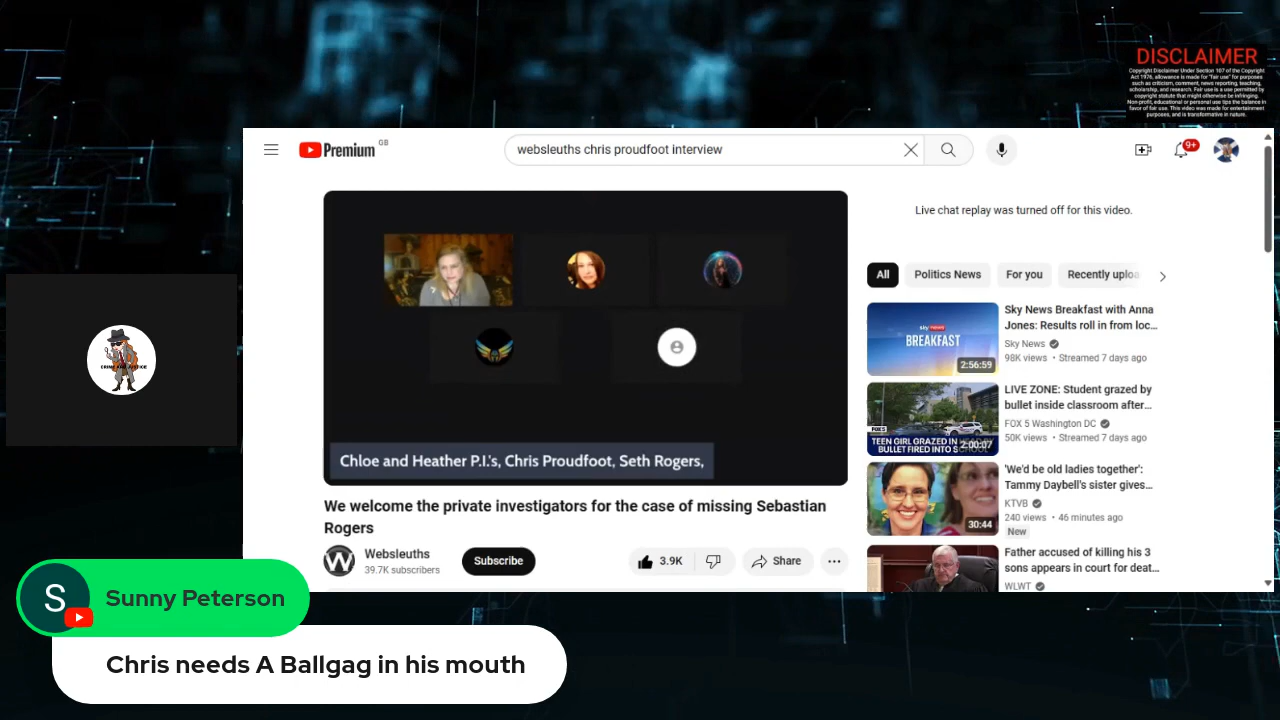 DISCLAIMER
Copyright Disclaimer Under Section 107 of the Copyright
Act 1976, allowance is made for "fair use" for purposes
such as criticism, comment, news reporting, teaching,
scholarship, and research. Fair use is a use permitted by
copyright statute that might otherwise be infringing.
Non-profit, educational or personal use tips the balance in
favor of fair use. This video was made for entertainment
purposes, and is transformative in nature.
Premium GB
websleuths chris proudfoot interview
9+
Live chat replay was turned off for this video.
All
Politics News
For you
Recently uploa
CRIME AND JUSTICE
Chloe and Heather P.I.'s, Chris Proudfoot, Seth Rogers,
We welcome the private investigators for the case of missing Sebastian
Rogers
Websleuths
39.7K subscribers
Subscribe
3.9K
Share
sky news
BREAKFAST
2:56:59
Sky News Breakfast with Anna
Jones: Results roll in from loc...
Sky News
98K views • Streamed 7 days ago
FOX 5
TEEN GIRL GRAZED IN
BULLET FIRED INTO SCHOOL
2:00:07
LIVE ZONE: Student grazed by
bullet inside classroom after...
FOX 5 Washington DC
50K views • Streamed 7 days ago
30:44
'We'd be old ladies together':
Tammy Daybell's sister gives...
KTVB
240 views • 46 minutes ago
New
Father accused of killing his 3
sons appears in court for deat...
WLWT
S
Sunny Peterson
Chris needs A Ballgag in his mouth